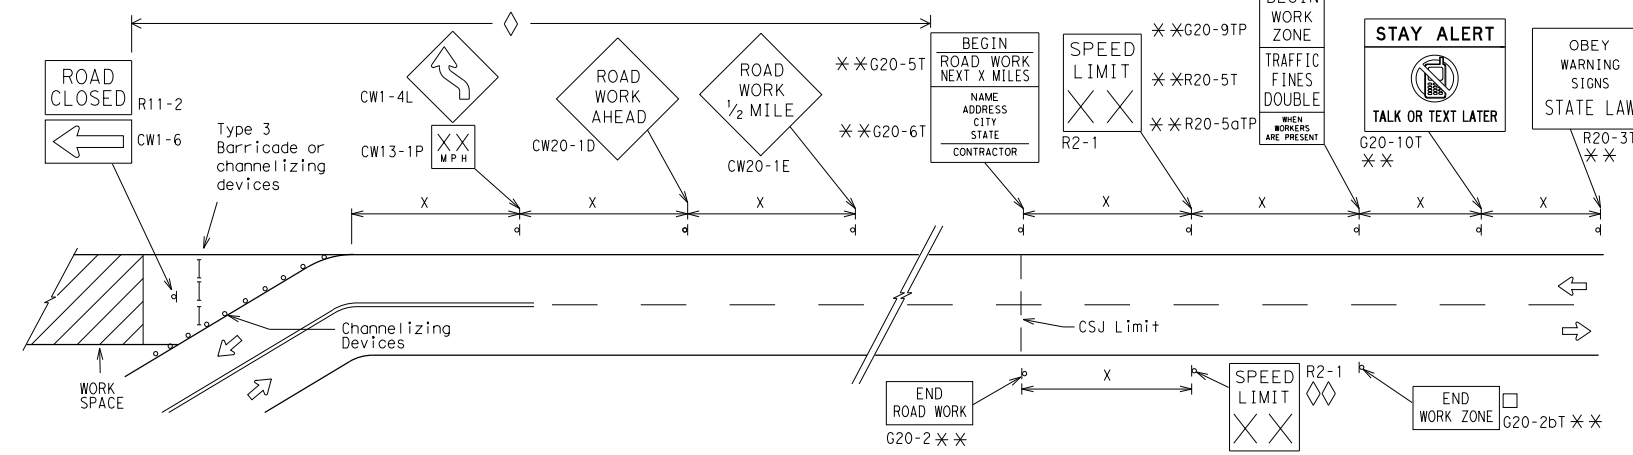 ROAD
CLOSED
R11-2
CW1-6
Type 3
Barricade or
channelizing
devices
CW1-4L
CW13-1P
X X
MPH
ROAD
WORK
AHEAD
CW20-1D
ROAD
WORK
1/2 MILE
CW20-1E
**G20-5T
**G20-6T
BEGIN
ROAD WORK
NEXT X MILES
NAME
ADDRESS
CITY
STATE
CONTRACTOR
SPEED
LIMIT
X X
R2-1
**G20-9TP
**R20-5T
**R20-5aTP
BEGIN
WORK
ZONE
TRAFFIC
FINES
DOUBLE
WHEN
WORKERS
ARE PRESENT
STAY ALERT
TALK OR TEXT LATER
G20-10T
**
OBEY
WARNING
SIGNS
STATE LAW
R20-3T
**
X X X X X X X
Channelizing
Devices
WORK
SPACE
CSJ Limit
END
ROAD WORK
G20-2 **
X
SPEED
LIMIT
X X
R2-1
END
WORK ZONE
G20-2bT **